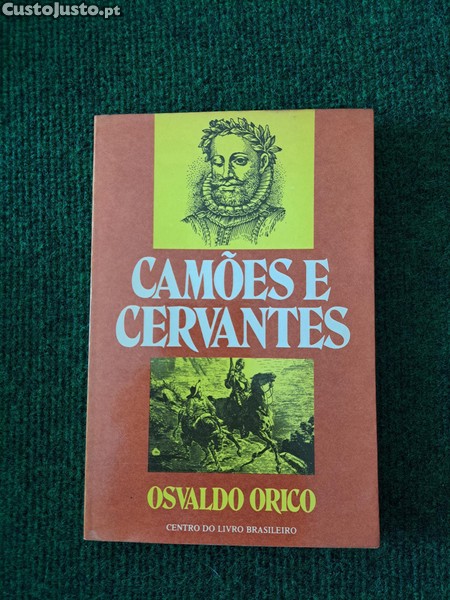 CustoJusto.pt
CAMÕES E
CERVANTES
OSVALDO ORICO
CENTRO DO LIVRO BRASILEIRO